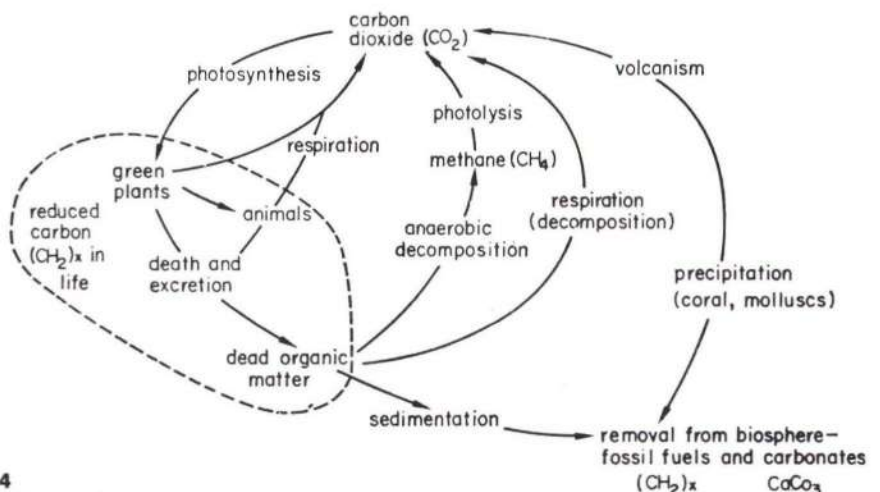 carbon
dioxide (CO₂)
photosynthesis
volcanism
photolysis
respiration
methane (CH₄)
green
plants
animals
reduced
carbon
(CH₂)x in
life
respiration
(decomposition)
anaerobic
decomposition
death and
excretion
precipitation
(coral, molluscs)
dead organic
matter
sedimentation
removal from biosphere–
fossil fuels and carbonates
(CH₂)x CaCo₃
4